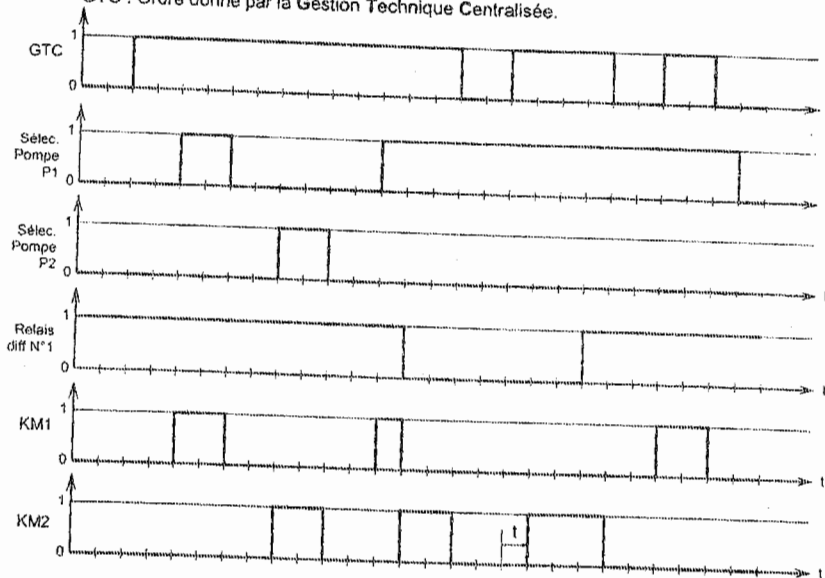 GTC : Ordre donné par la Gestion Technique Centralisée.
1
GTC
0
1
Sélec.
Pompe
P1
0
1
Sélec.
Pompe
P2
0
1
Relais
diff N°1
0
t
1
KM1
0
t
1
t
KM2
0
t